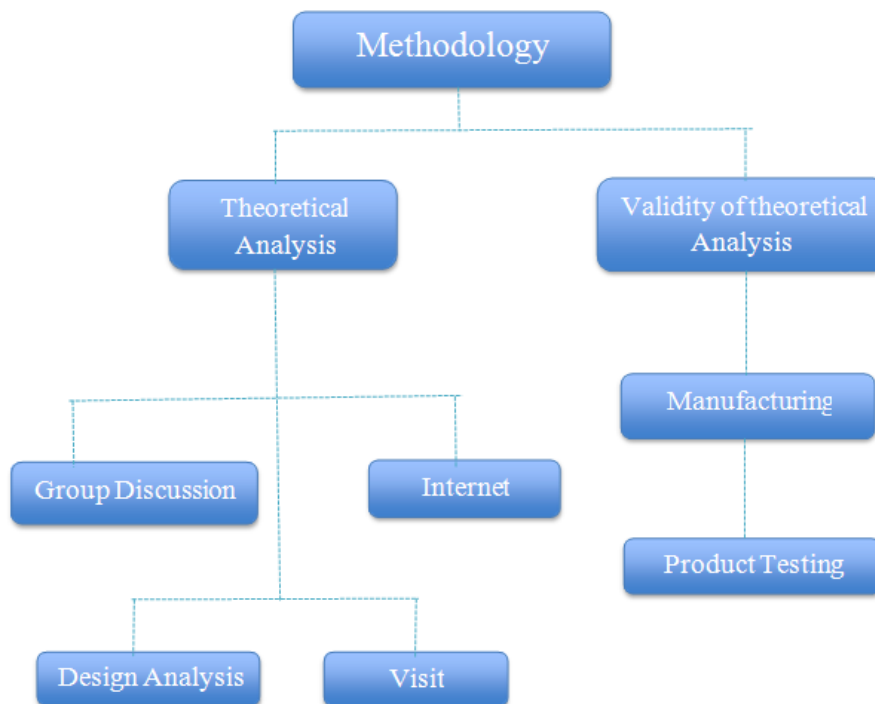 Methodology
Theoretical
Analysis
Validity of theoretical
Analysis
Manufacturing
Group Discussion
Internet
Product Testing
Design Analysis
Visit